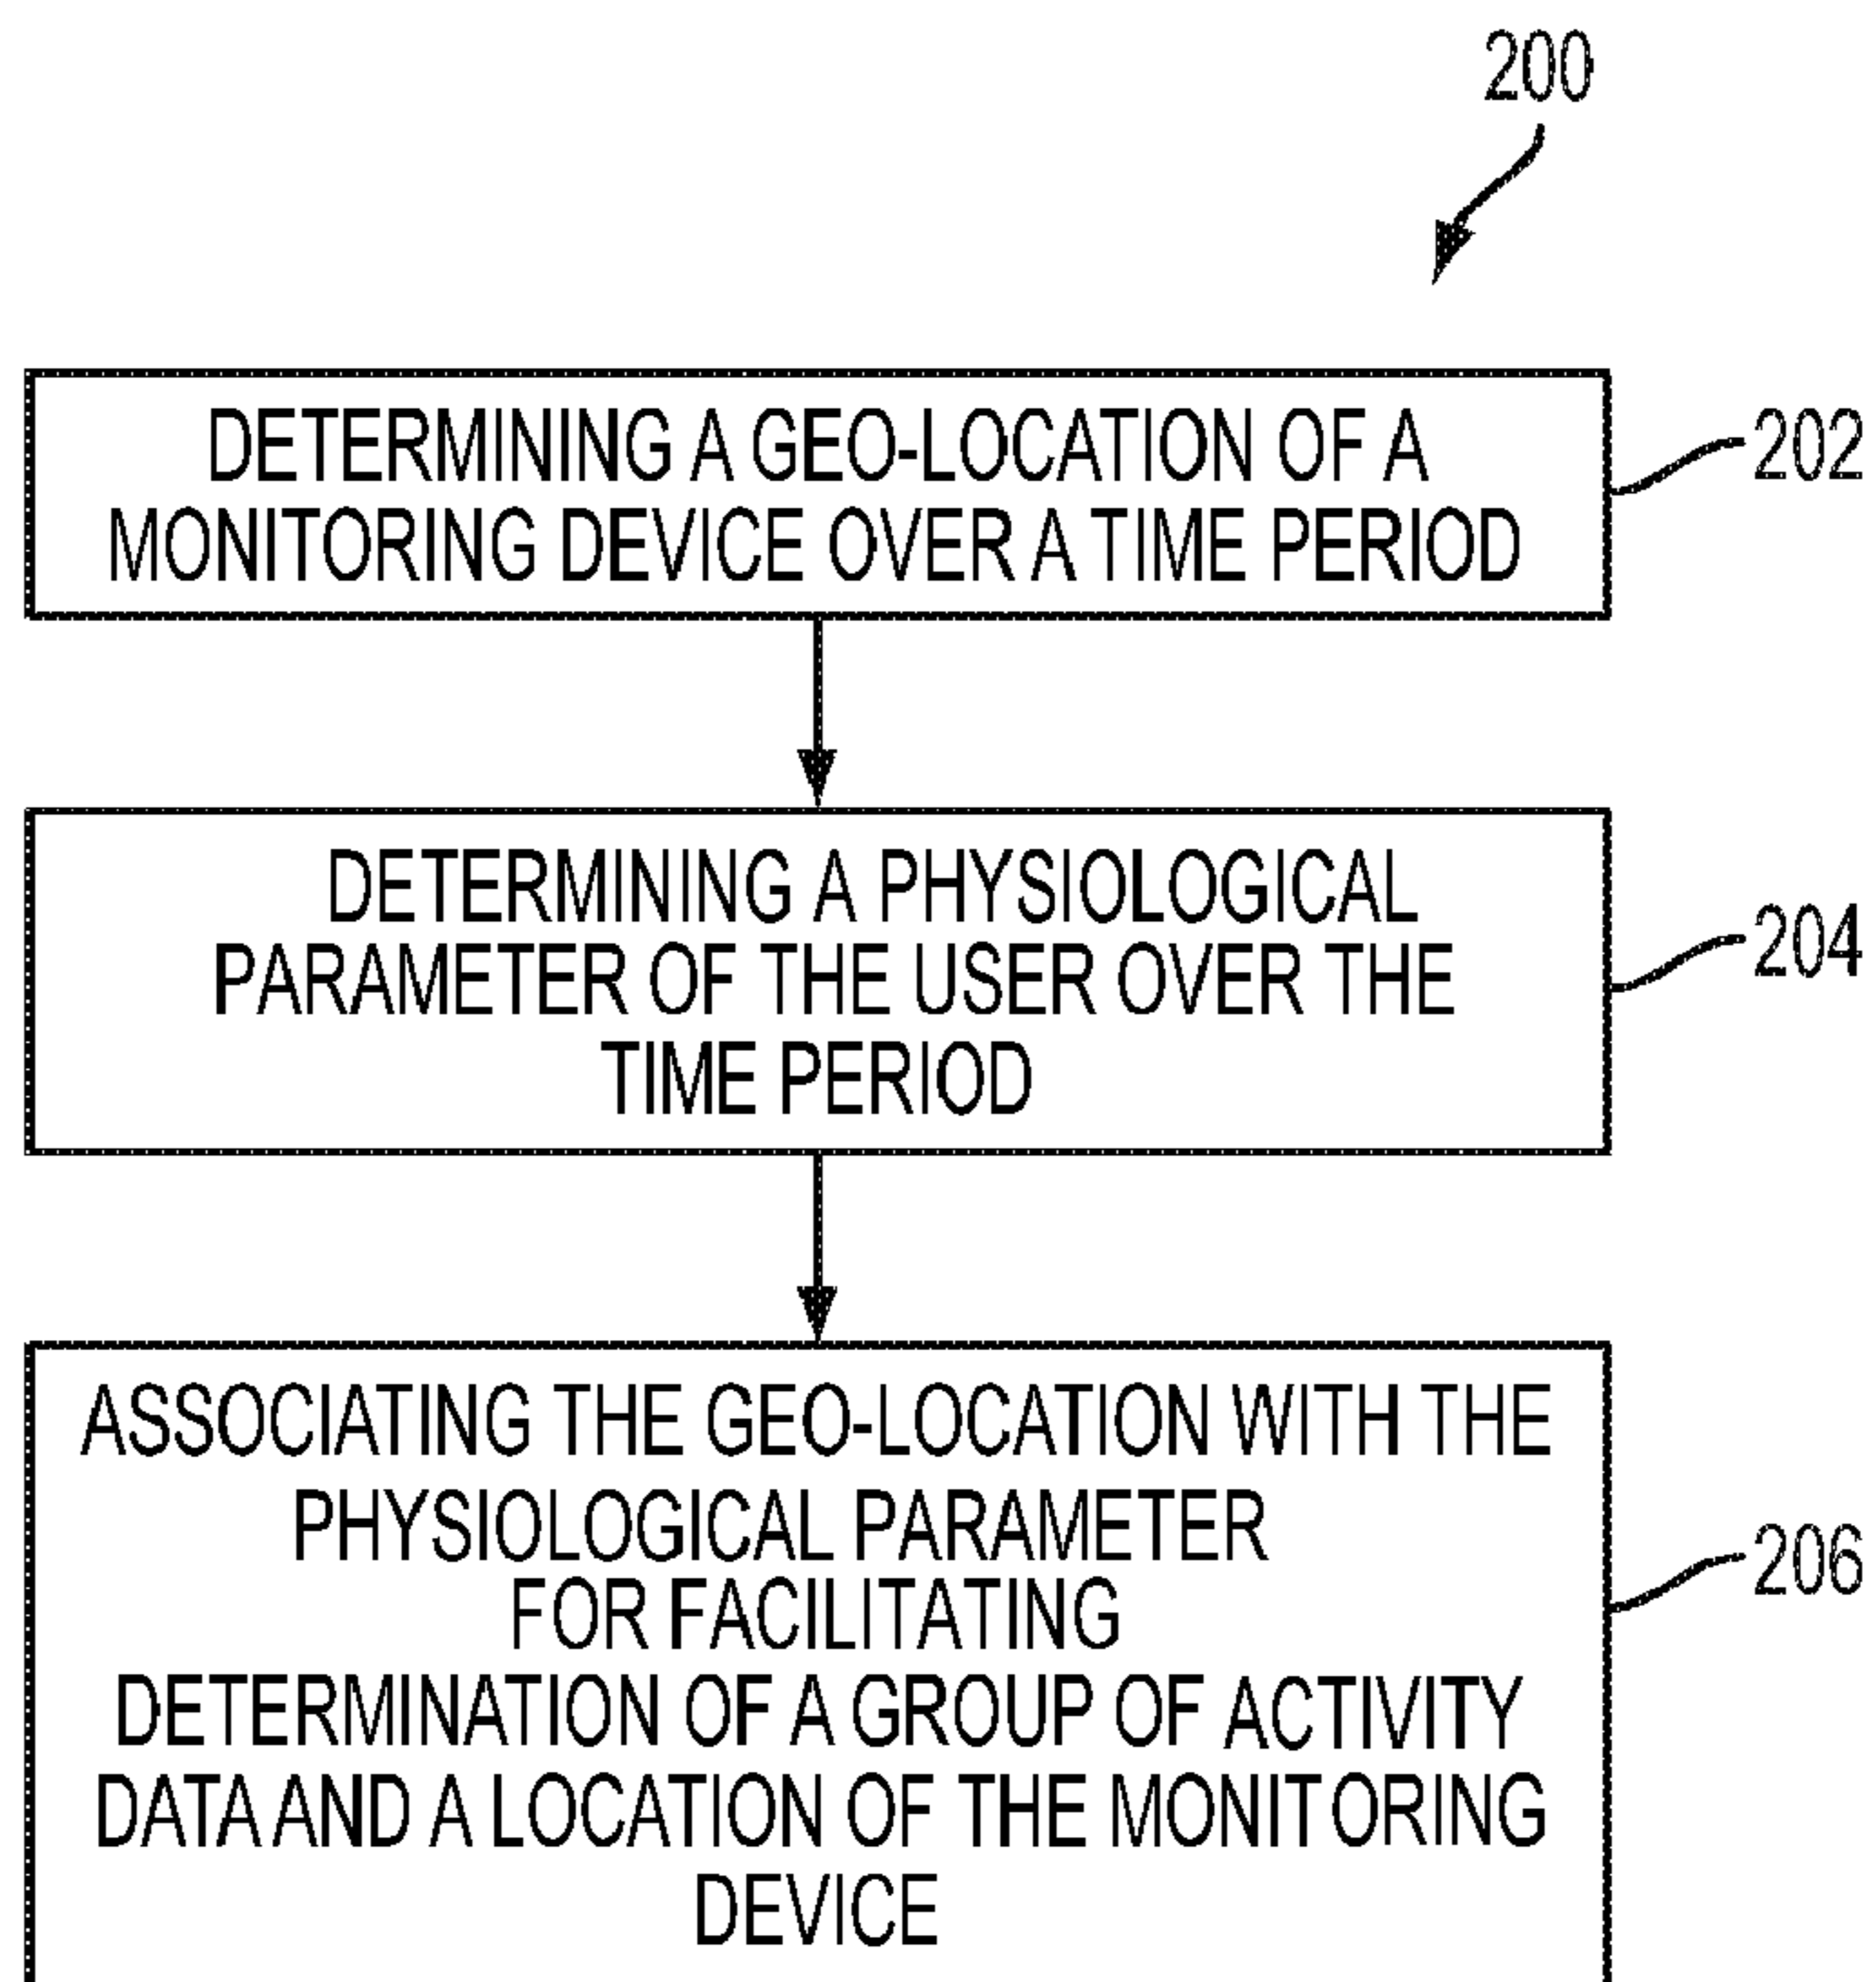 200
DETERMINING A GEO-LOCATION OF A
MONITORING DEVICE OVER A TIME PERIOD
202
DETERMINING A PHYSIOLOGICAL
PARAMETER OF THE USER OVER THE
TIME PERIOD
204
ASSOCIATING THE GEO-LOCATION WITH THE
PHYSIOLOGICAL PARAMETER
FOR FACILITATING
DETERMINATION OF A GROUP OF ACTIVITY
DATA AND A LOCATION OF THE MONITORING
DEVICE
206